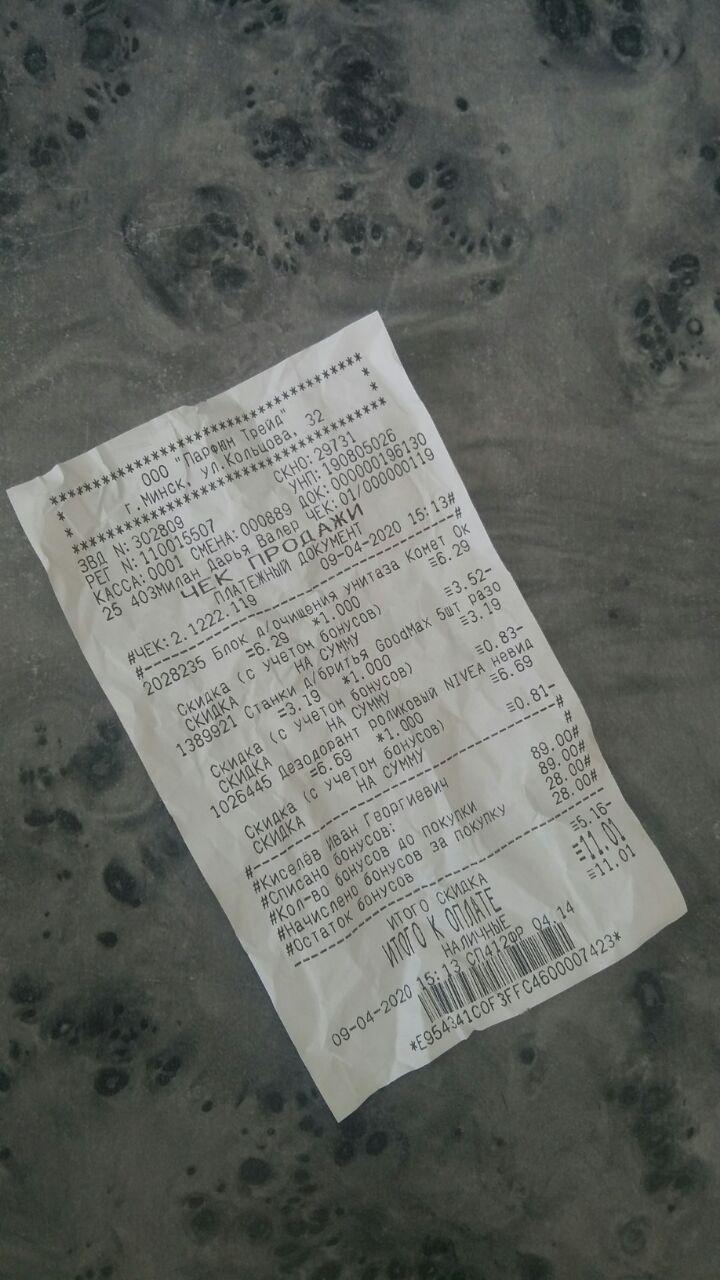 **********************************
* ООО "Парфюм Трейд" *
* г.Минск, ул.Кольцова, 32 *
**********************************
ЗВД N:302809 СКНО:29731
РЕГ N:110015507 УНП:190805026
КАССА:0001 СМЕНА:000889 ДОК:000000196130
25 403Милан Дарья Валер ЧЕК:01/000000119
ЧЕК ПРОДАЖИ
ПЛАТЕЖНЫЙ ДОКУМЕНТ
#ЧЕК:2.1222.119 09-04-2020 15:13#
#--------------------------------------#
2028235 Блок д/очищения унитаза Комет Ок
=6.29 *1.000 ≡6.29
СКИДКА (с учетом бонусов)
СКИДКА НА СУММУ ≡3.52-
1389921 Станки д/бритья GoodMax 5шт разо
=3.19 *1.000 ≡3.19
СКИДКА (с учетом бонусов)
СКИДКА НА СУММУ ≡0.83-
1026445 Дезодорант роликовый NIVEA невид
=6.69 *1.000 ≡6.69
СКИДКА (с учетом бонусов)
СКИДКА НА СУММУ ≡0.81-
#--------------------------------------#
#Киселёв Иван Георгиевич #
#Списано бонусов: 89.00#
#Кол-во бонусов до покупки 89.00#
#Начислено бонусов за покупку 28.00#
#Остаток бонусов 28.00#
ИТОГО СКИДКА ≡5.16-
ИТОГО К ОПЛАТЕ ≡11.01
НАЛИЧНЫЕ ≡11.01
09-04-2020 15:13 СП412ФР 04.14
*E954341C0F3FFC4600007423*